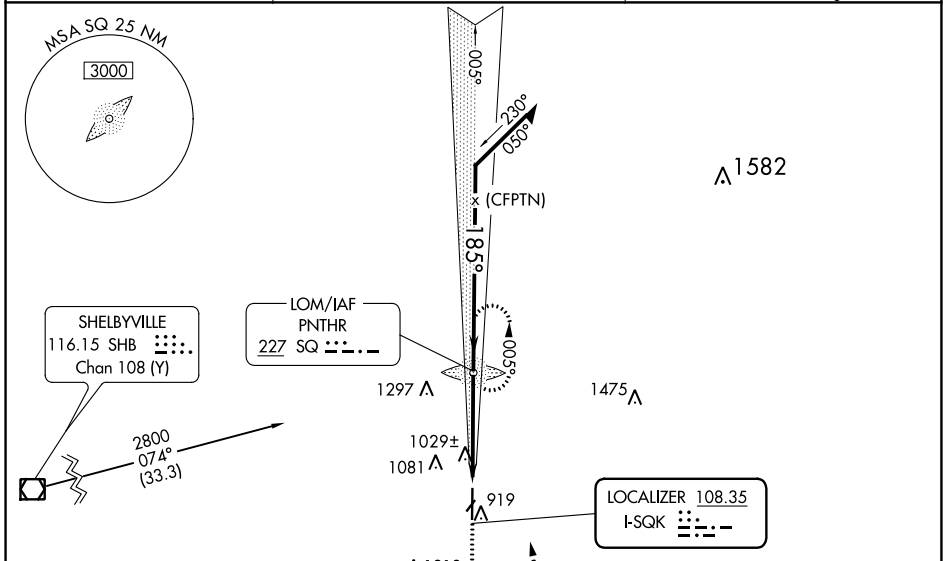 MSA SQ 25 NM
3000
005°
230°
050°
1582
x (CFPTN)
185°
LOM/IAF
PNTHR
227 SQ
SHELBYVILLE
116.15 SHB
Chan 108 (Y)
005°
1297
1475
2800
074°
(33.3)
1029±
1081
919
LOCALIZER 108.35
I-SQK